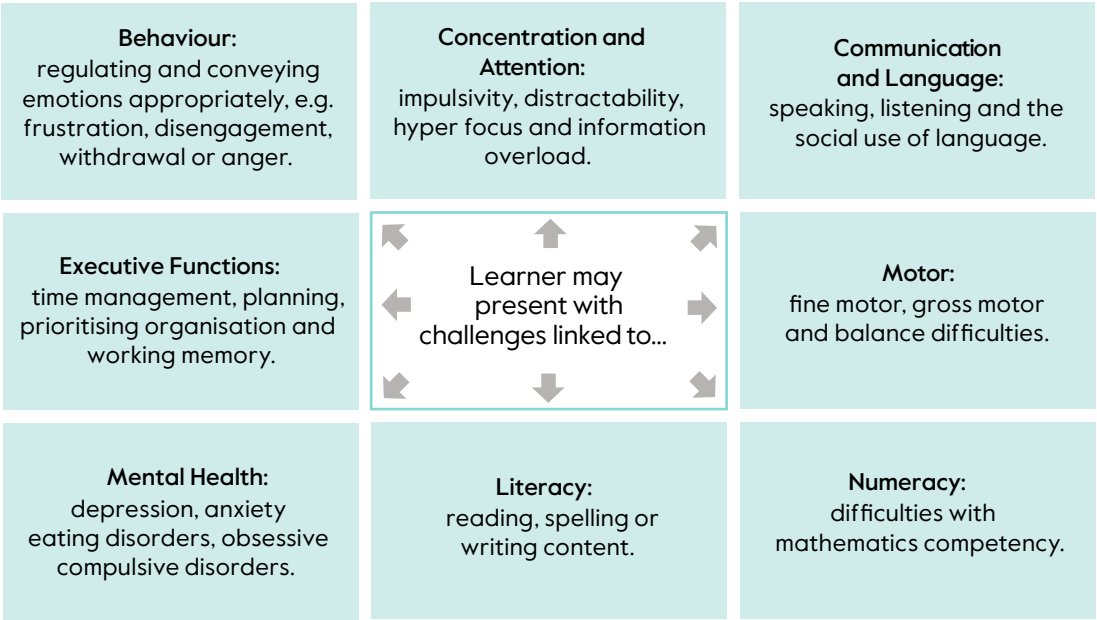 Behaviour:
regulating and conveying
emotions appropriately, e.g.
frustration, disengagement,
withdrawal or anger.
Concentration and
Attention:
impulsivity, distractability,
hyper focus and information
overload.
Communication
and Language:
speaking, listening and the
social use of language.
Executive Functions:
time management, planning,
prioritising organisation and
working memory.
Learner may
present with
challenges linked to...
Motor:
fine motor, gross motor
and balance difficulties.
Mental Health:
depression, anxiety
eating disorders, obsessive
compulsive disorders.
Literacy:
reading, spelling or
writing content.
Numeracy:
difficulties with
mathematics competency.